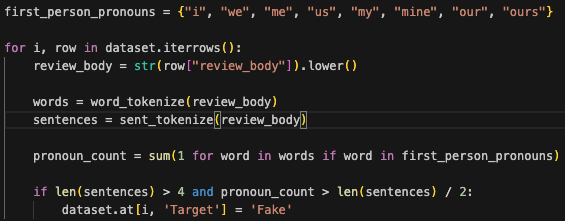 first_person_pronouns = {"i", "we", "me", "us", "my", "mine", "our", "ours"}
for i, row in dataset.iterrows():
    review_body = str(row["review_body"]).lower()
    words = word_tokenize(review_body)
    sentences = sent_tokenize(review_body)
    pronoun_count = sum(1 for word in words if word in first_person_pronouns)
    if len(sentences) > 4 and pronoun_count > len(sentences) / 2:
        dataset.at[i, 'Target'] = 'Fake'